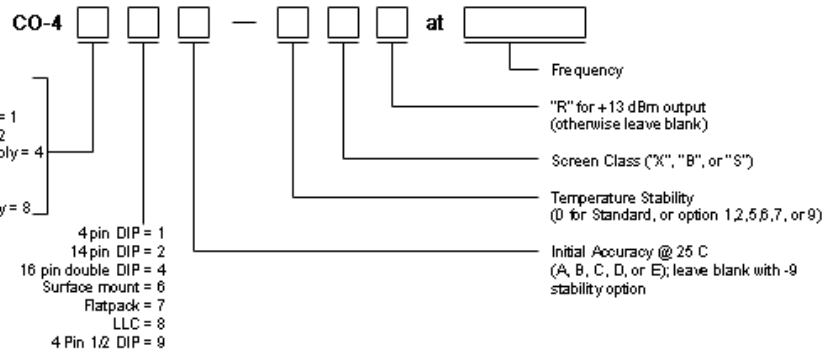 CO-4 — at
Frequency
"R" for +13 dBm output
(otherwise leave blank)
Screen Class ("X", "B", or "S")
Temperature Stability
(0 for Standard, or option 1,2,5,6,7, or 9)
Initial Accuracy @ 25 C
(A, B, C, D, or E); leave blank with -9
stability option
= 1
2
= 4
= 8
4 pin DIP = 1
14 pin DIP = 2
16 pin double DIP = 4
Surface mount = 6
Flatpack = 7
LLC = 8
4 Pin 1/2 DIP = 9